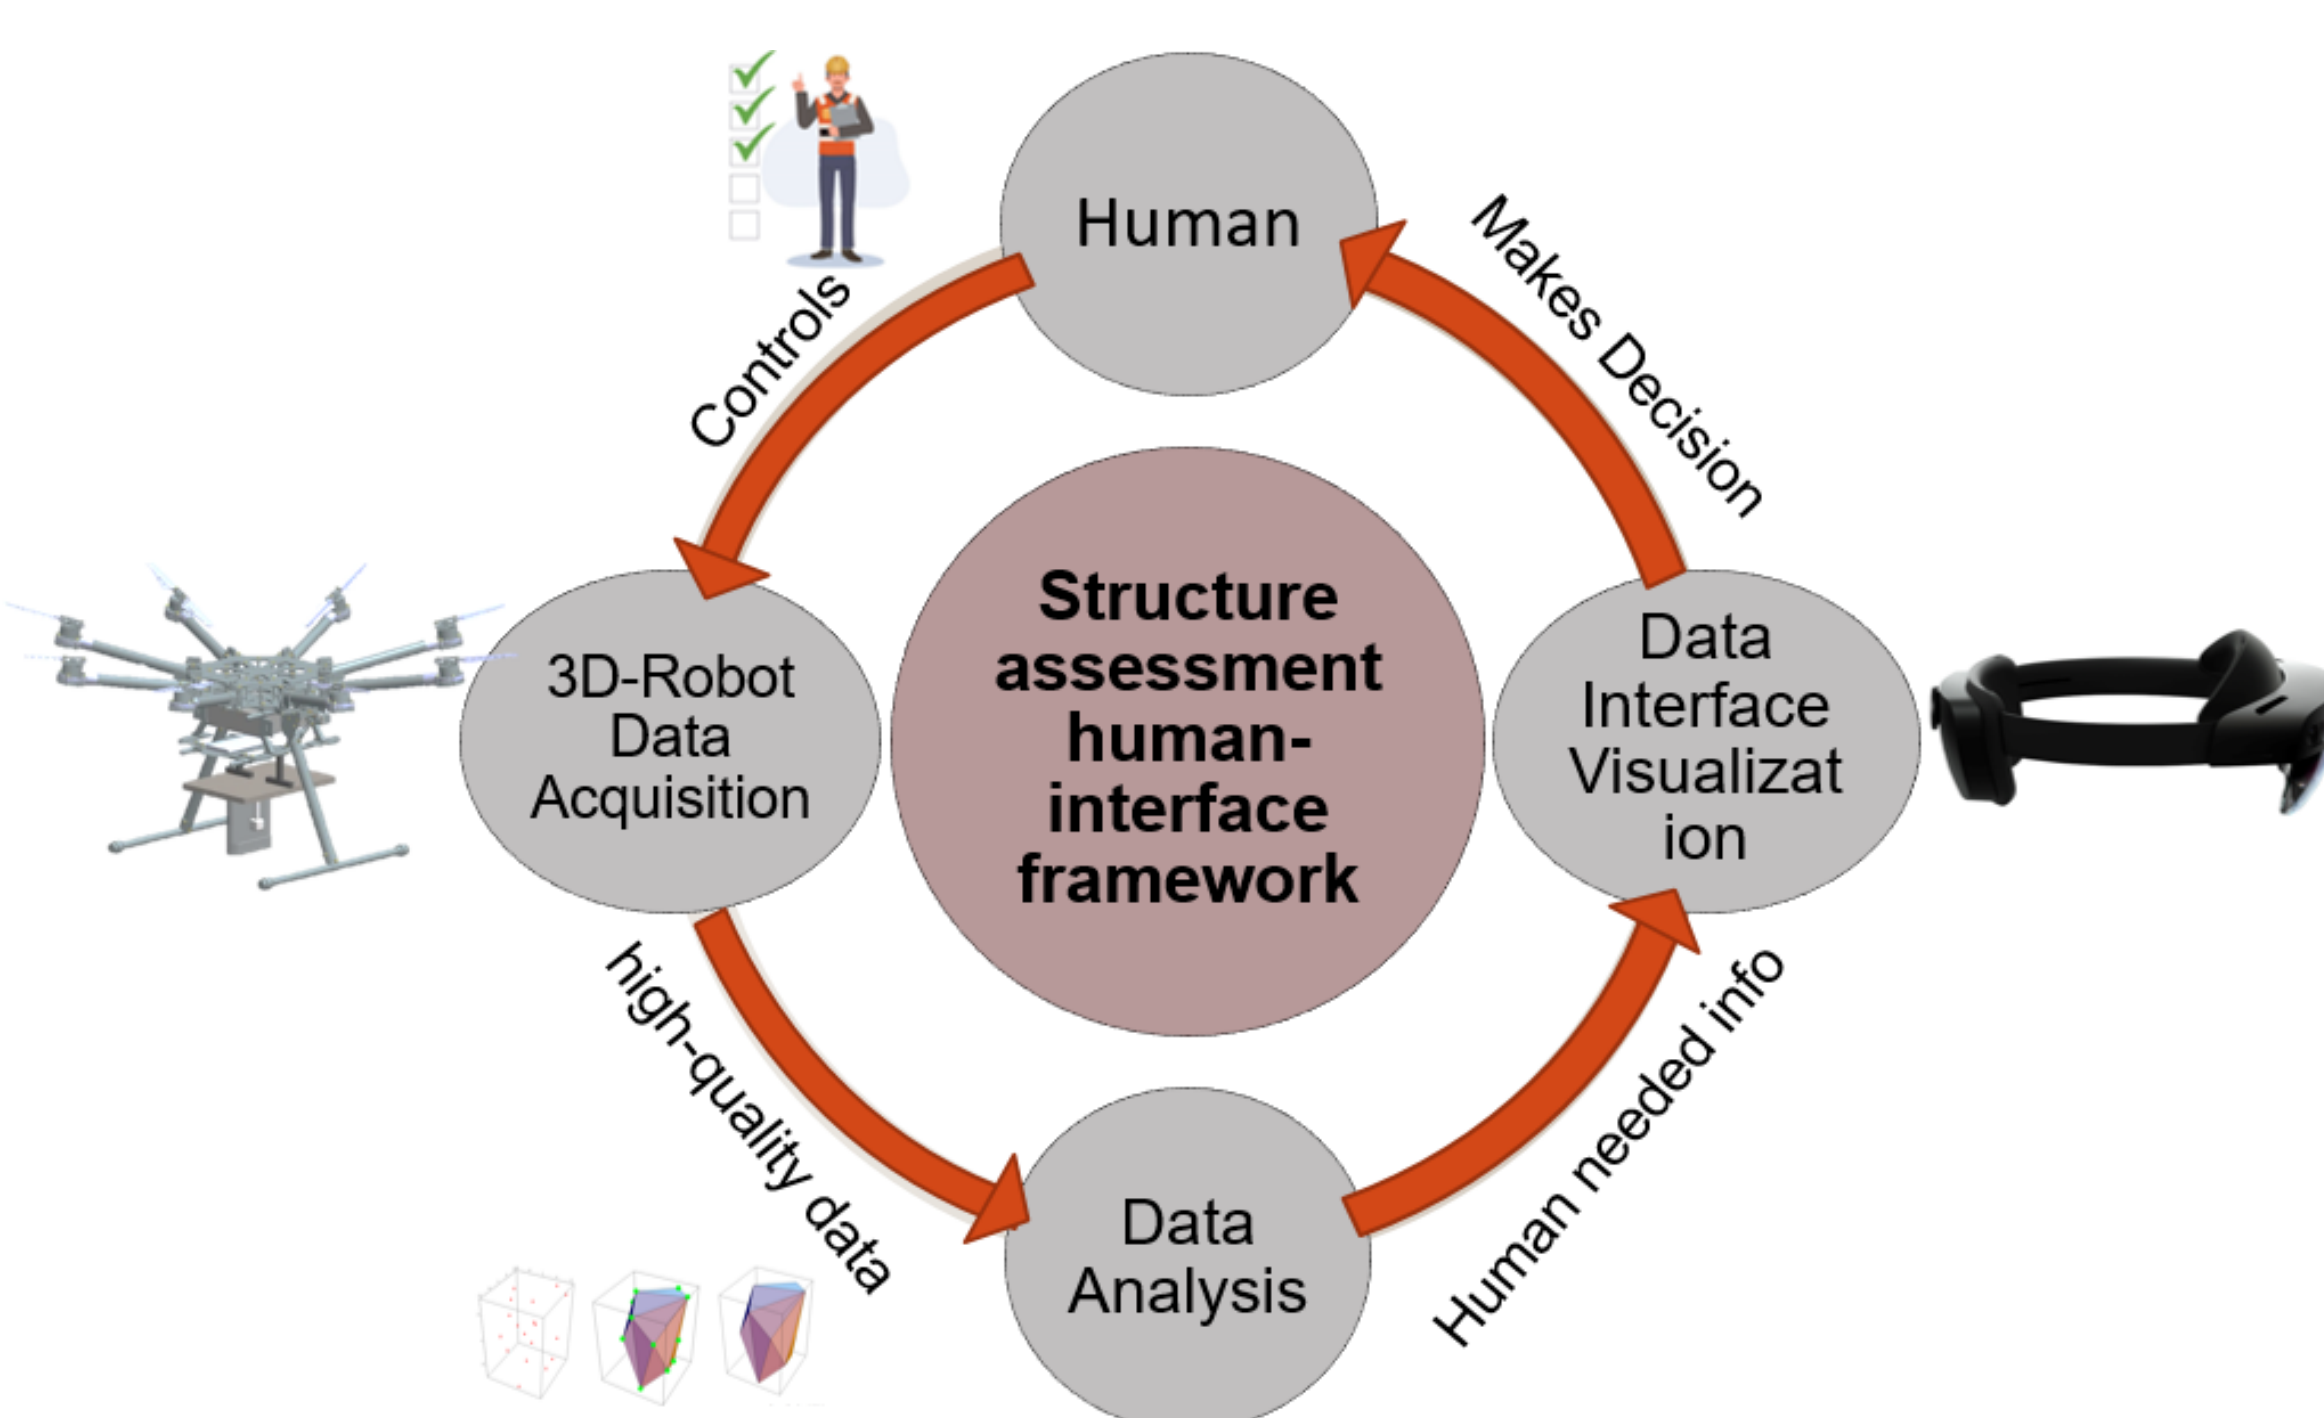 Human
Makes Decision
Controls
Structure
assessment
human-
interface
framework
3D-Robot
Data
Acquisition
Data
Interface
Visualizat
ion
high-quality data
Human needed info
Data
Analysis